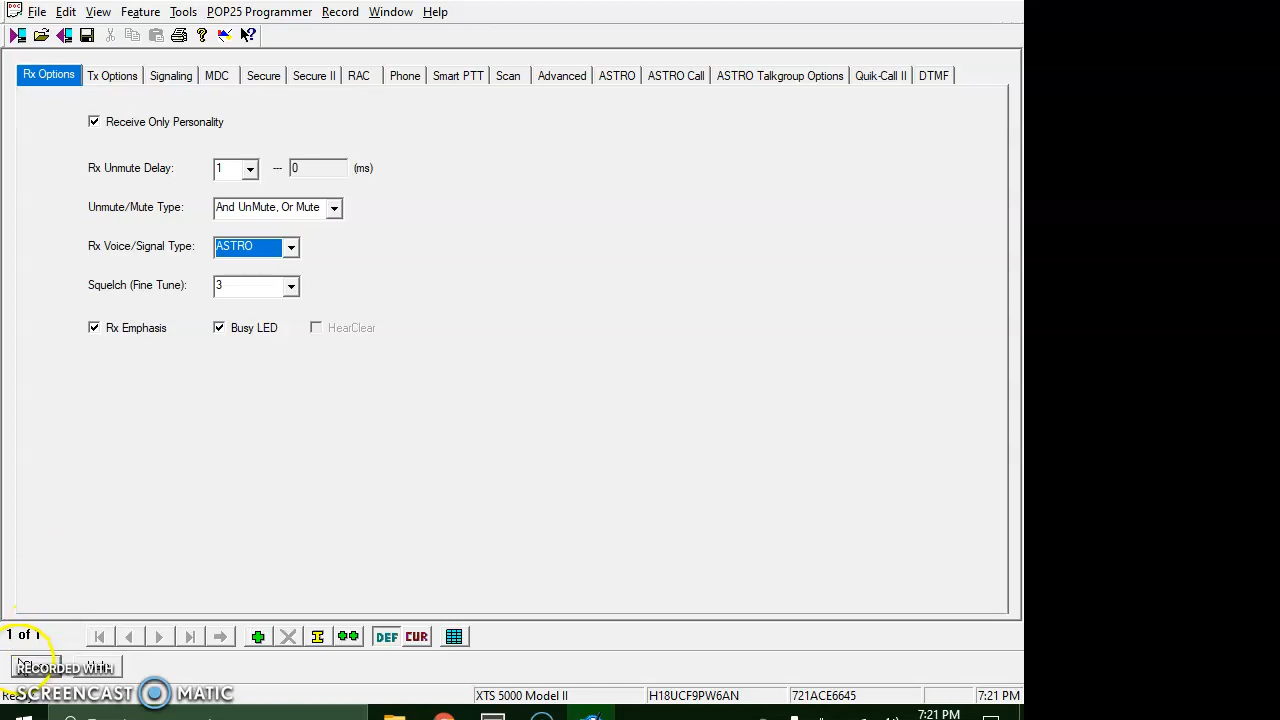 File Edit View Feature Tools POP25 Programmer Record Window Help
Rx Options Tx Options Signaling MDC Secure Secure II RAC Phone Smart PTT Scan Advanced ASTRO ASTRO Call ASTRO Talkgroup Options Quik-Call II DTMF
Receive Only Personality
Rx Unmute Delay: 1 --- 0 (ms)
Unmute/Mute Type: And UnMute, Or Mute
Rx Voice/Signal Type: ASTRO
Squelch (Fine Tune): 3
Rx Emphasis Busy LED HearClear
1 of 1
DEF CUR
RECORDED WITH
SCREENCAST MATIC
XTS 5000 Model II H18UCF9PW6AN 721ACE6645 7:21 PM
7:21 PM